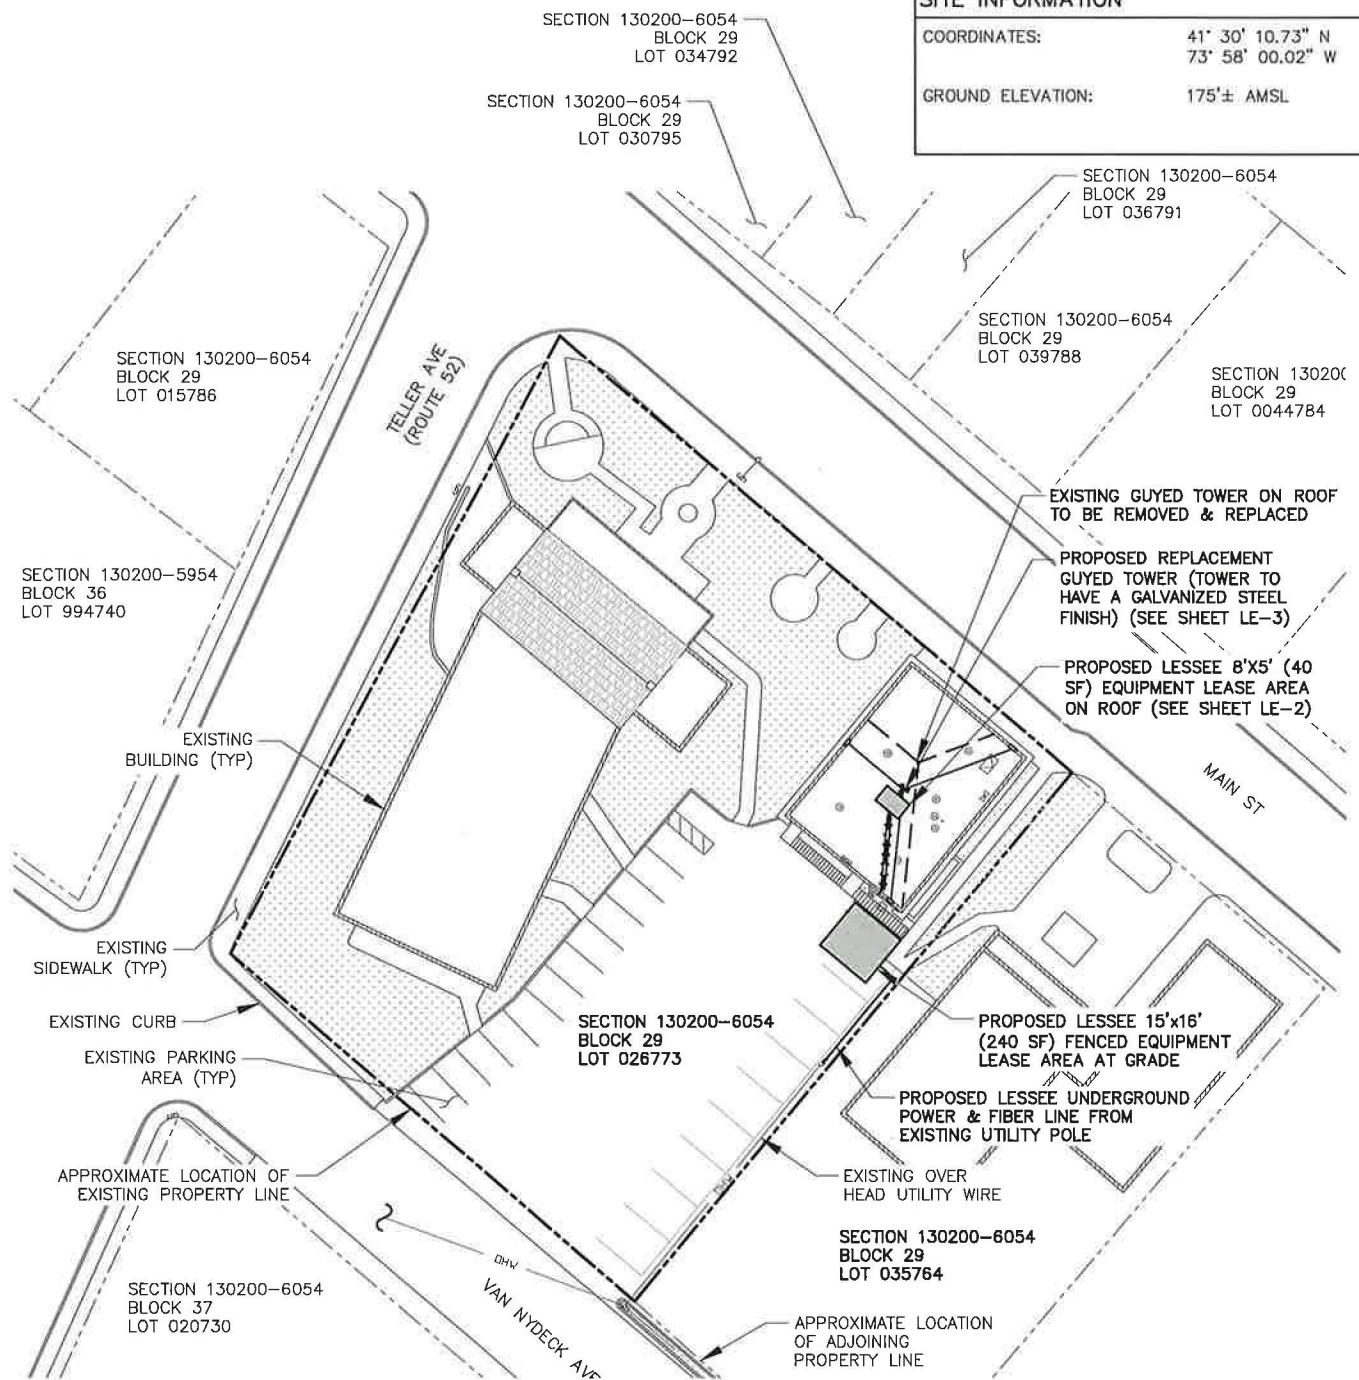 SITE INFORMATION
COORDINATES:
41° 30' 10.73" N
73° 58' 00.02" W
GROUND ELEVATION:
175'± AMSL
SECTION 130200-6054
BLOCK 29
LOT 034792
SECTION 130200-6054
BLOCK 29
LOT 030795
SECTION 130200-6054
BLOCK 29
LOT 036791
SECTION 130200-6054
BLOCK 29
LOT 039788
SECTION 130200-6054
BLOCK 29
LOT 015786
TELLER AVE
(ROUTE 52)
BLOCK 29
LOT 0044784
EXISTING GUYED TOWER ON ROOF
TO BE REMOVED & REPLACED
PROPOSED REPLACEMENT
GUYED TOWER (TOWER TO
HAVE A GALVANIZED STEEL
FINISH) (SEE SHEET LE-3)
SECTION 130200-5954
BLOCK 36
LOT 994740
PROPOSED LESSEE 8'X5' (40
SF) EQUIPMENT LEASE AREA
ON ROOF (SEE SHEET LE-2)
EXISTING
BUILDING (TYP)
MAIN ST
EXISTING
SIDEWALK (TYP)
EXISTING CURB
EXISTING PARKING
AREA (TYP)
SECTION 130200-6054
BLOCK 29
LOT 026773
PROPOSED LESSEE 15'x16'
(240 SF) FENCED EQUIPMENT
LEASE AREA AT GRADE
PROPOSED LESSEE UNDERGROUND
POWER & FIBER LINE FROM
EXISTING UTILITY POLE
APPROXIMATE LOCATION OF
EXISTING PROPERTY LINE
EXISTING OVER
HEAD UTILITY WIRE
SECTION 130200-6054
BLOCK 29
LOT 035764
OHW
SECTION 130200-6054
BLOCK 37
LOT 020730
VAN NYDECK AVE
APPROXIMATE LOCATION
OF ADJOINING
PROPERTY LINE